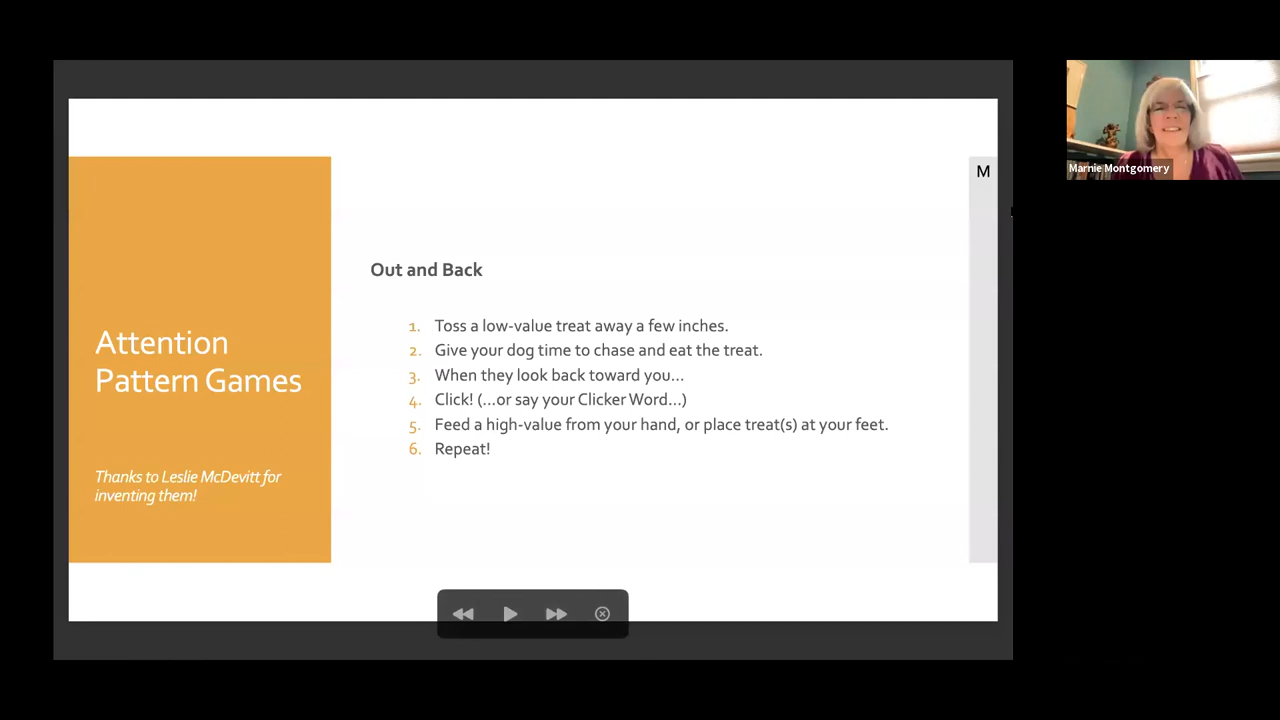 Attention
Pattern Games
Thanks to Leslie McDevitt for
inventing them!
Out and Back
1. Toss a low-value treat away a few inches.
2. Give your dog time to chase and eat the treat.
3. When they look back toward you...
4. Click! (...or say your Clicker Word...)
5. Feed a high-value from your hand, or place treat(s) at your feet.
6. Repeat!
M
Marnie Montgomery